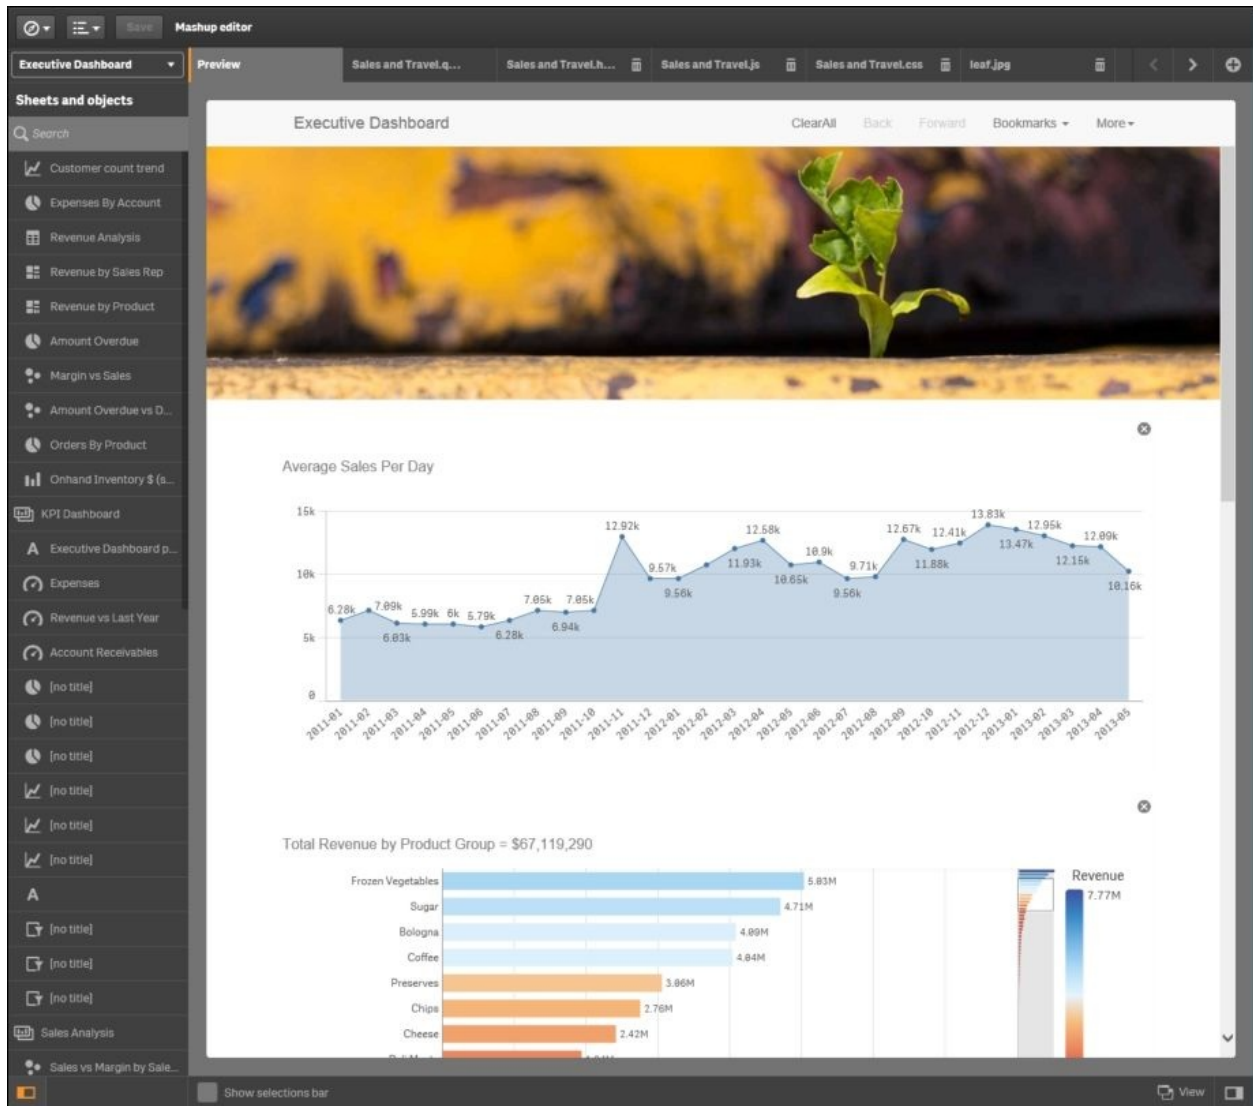 Save
Mashup editor
Executive Dashboard
Preview
Sales and Travel.q...
Sales and Travel.h...
Sales and Travel.js
Sales and Travel.css
leaf.jpg
Sheets and objects
Search
Customer count trend
Expenses By Account
Revenue Analysis
Revenue by Sales Rep
Revenue by Product
Amount Overdue
Margin vs Sales
Amount Overdue vs D...
Orders By Product
Onhand Inventory $ (s...
KPI Dashboard
A Executive Dashboard p...
Expenses
Revenue vs Last Year
Account Receivables
[no title]
[no title]
[no title]
[no title]
[no title]
[no title]
A
[no title]
[no title]
[no title]
Sales Analysis
Sales vs Margin by Sale...
Executive Dashboard
ClearAll Back Forward Bookmarks More
Average Sales Per Day
15k
10k
5k
0
6.28k 7.09k 6.03k 5.99k 6k 5.79k 6.28k 7.05k 6.94k 7.05k 12.92k 9.57k 9.56k 11.93k 12.58k 10.65k 10.9k 9.56k 9.71k 12.67k 11.88k 12.41k 13.83k 13.47k 12.95k 12.15k 12.09k 10.16k
2011-01 2011-02 2011-03 2011-04 2011-05 2011-06 2011-07 2011-08 2011-09 2011-10 2011-11 2011-12 2012-01 2012-02 2012-03 2012-04 2012-05 2012-06 2012-07 2012-08 2012-09 2012-10 2012-11 2012-12 2013-01 2013-02 2013-03 2013-04 2013-05
Total Revenue by Product Group = $67,119,290
Frozen Vegetables 5.03M
Sugar 4.71M
Bologna 4.09M
Coffee 4.04M
Preserves 3.06M
Chips 2.76M
Cheese 2.42M
Revenue
7.77M
Show selections bar
View